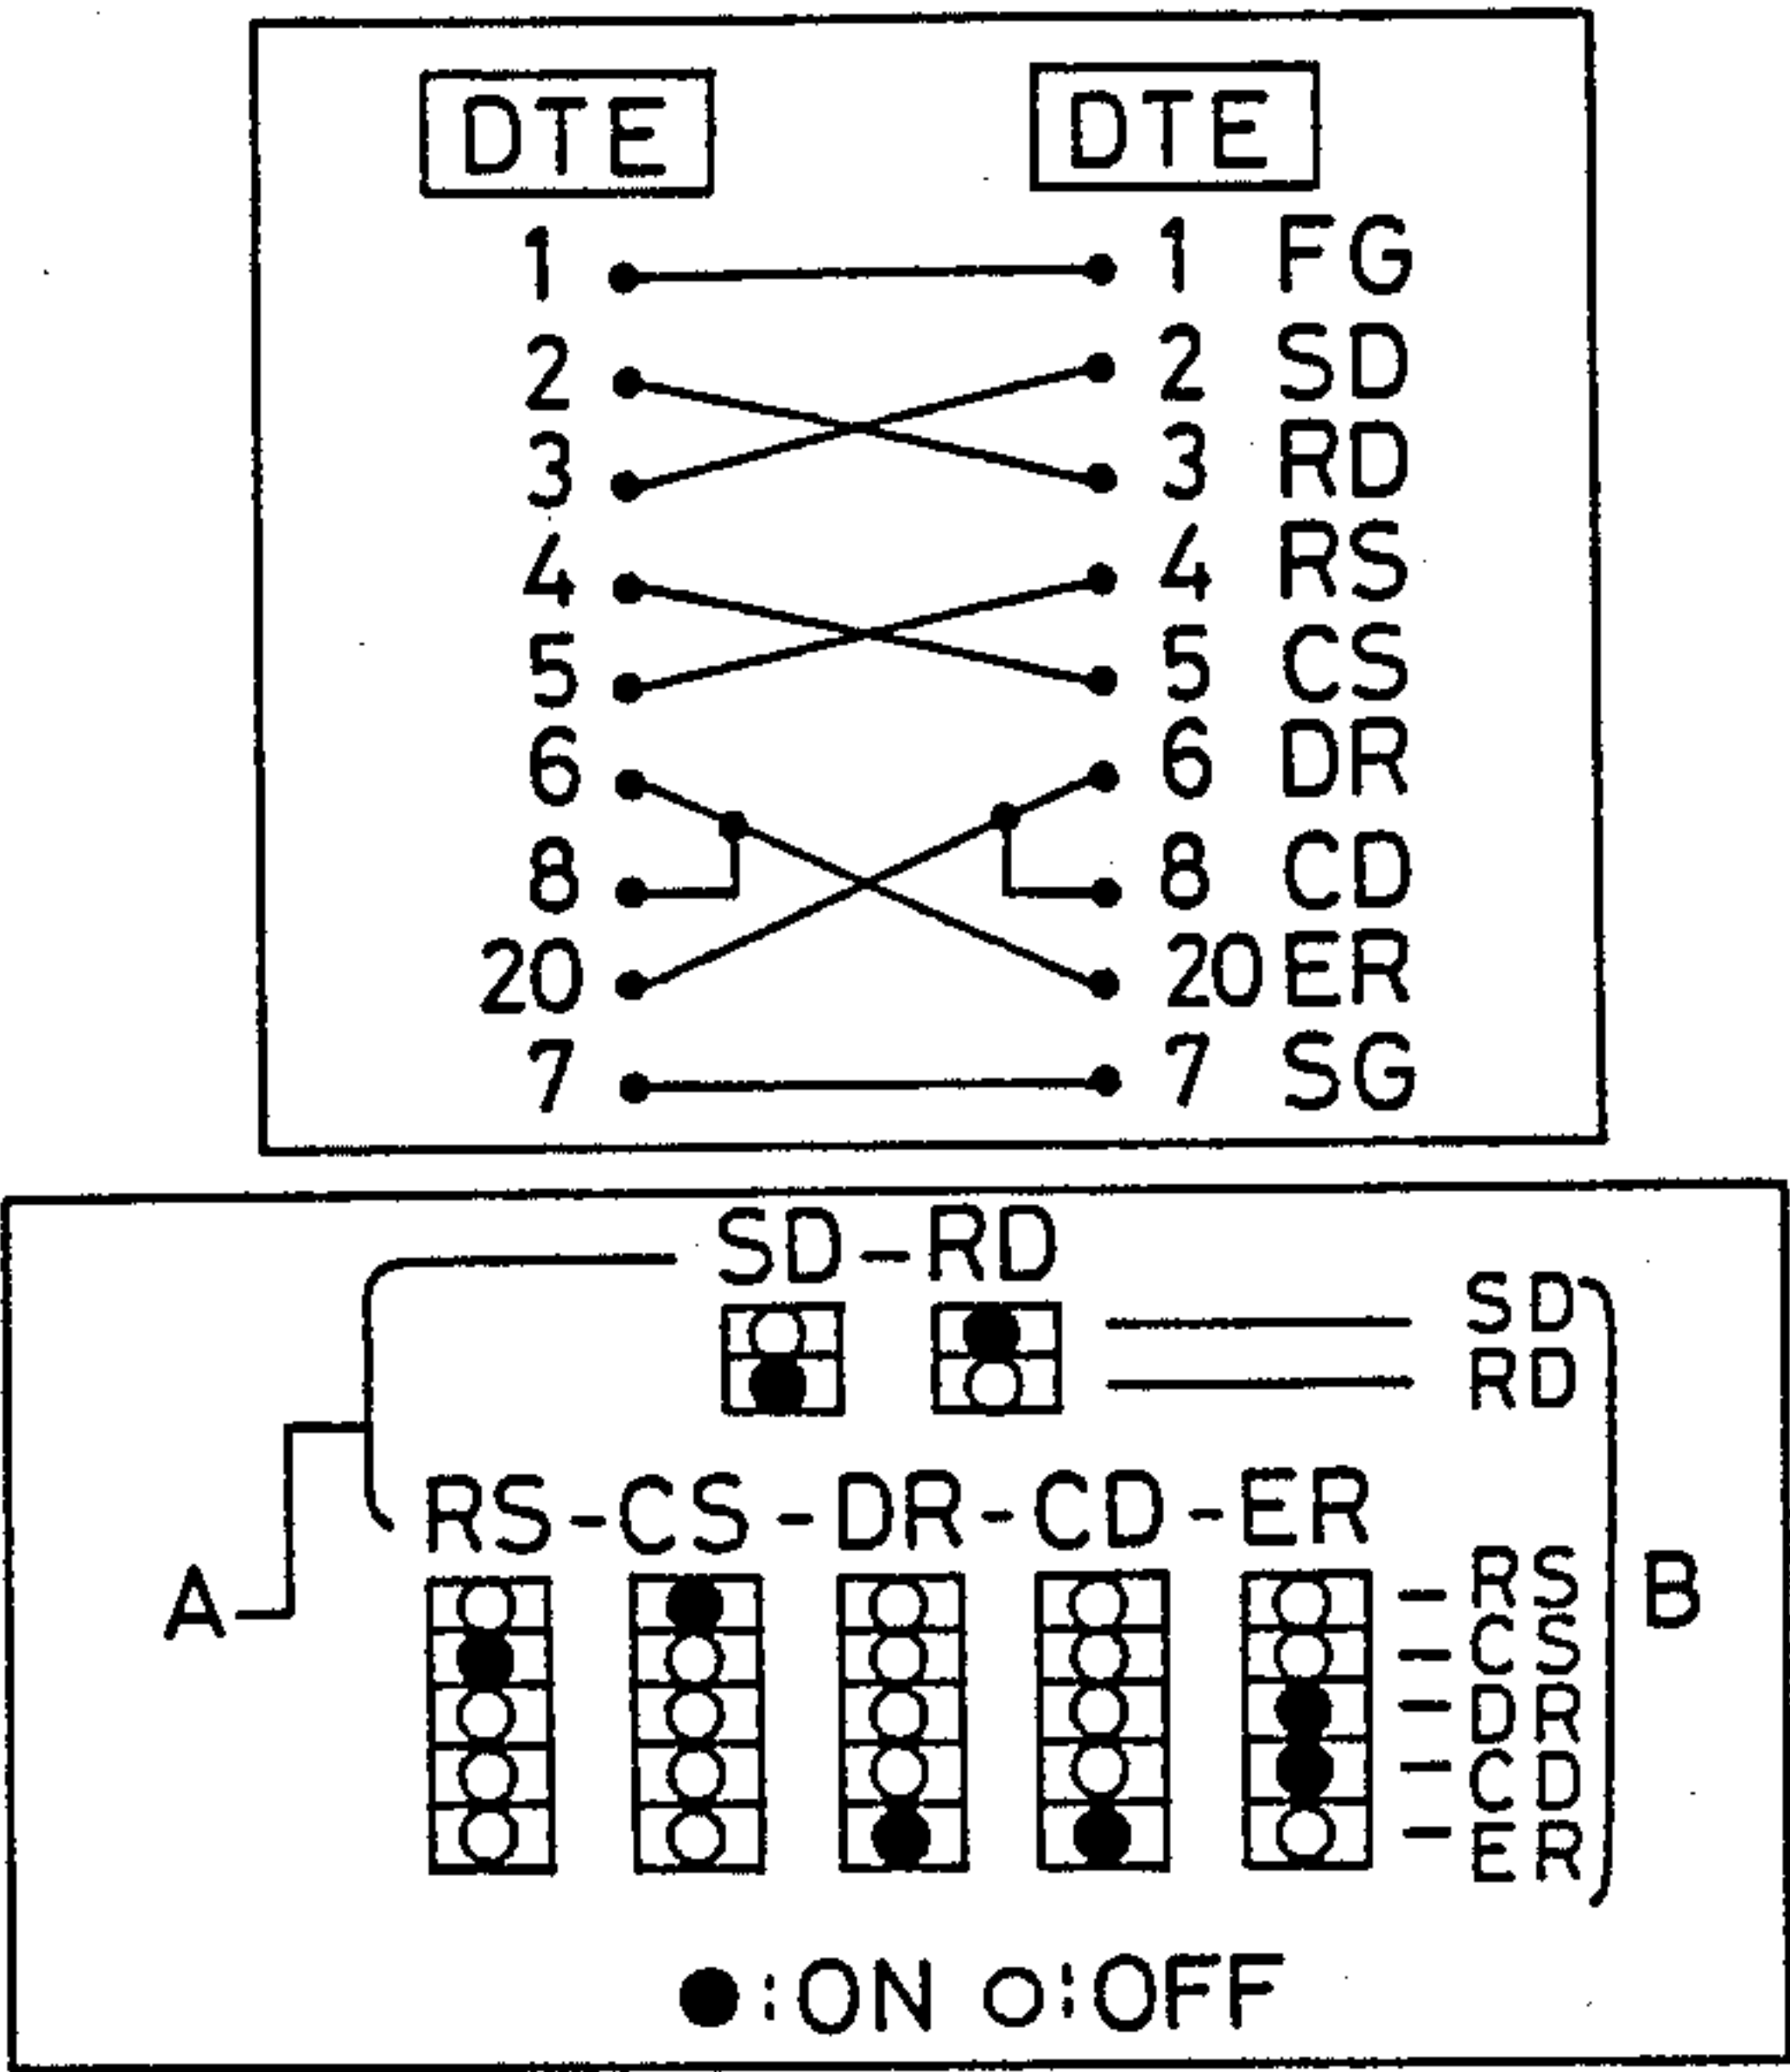 DTE DTE
1 1 FG
2 2 SD
3 3 RD
4 4 RS
5 5 CS
6 6 DR
8 8 CD
20 20 ER
7 7 SG
SD-RD
SD
RD
RS-CS-DR-CD-ER
A
B
-RS
-CS
-DR
-CD
-ER
●:ON ○:OFF